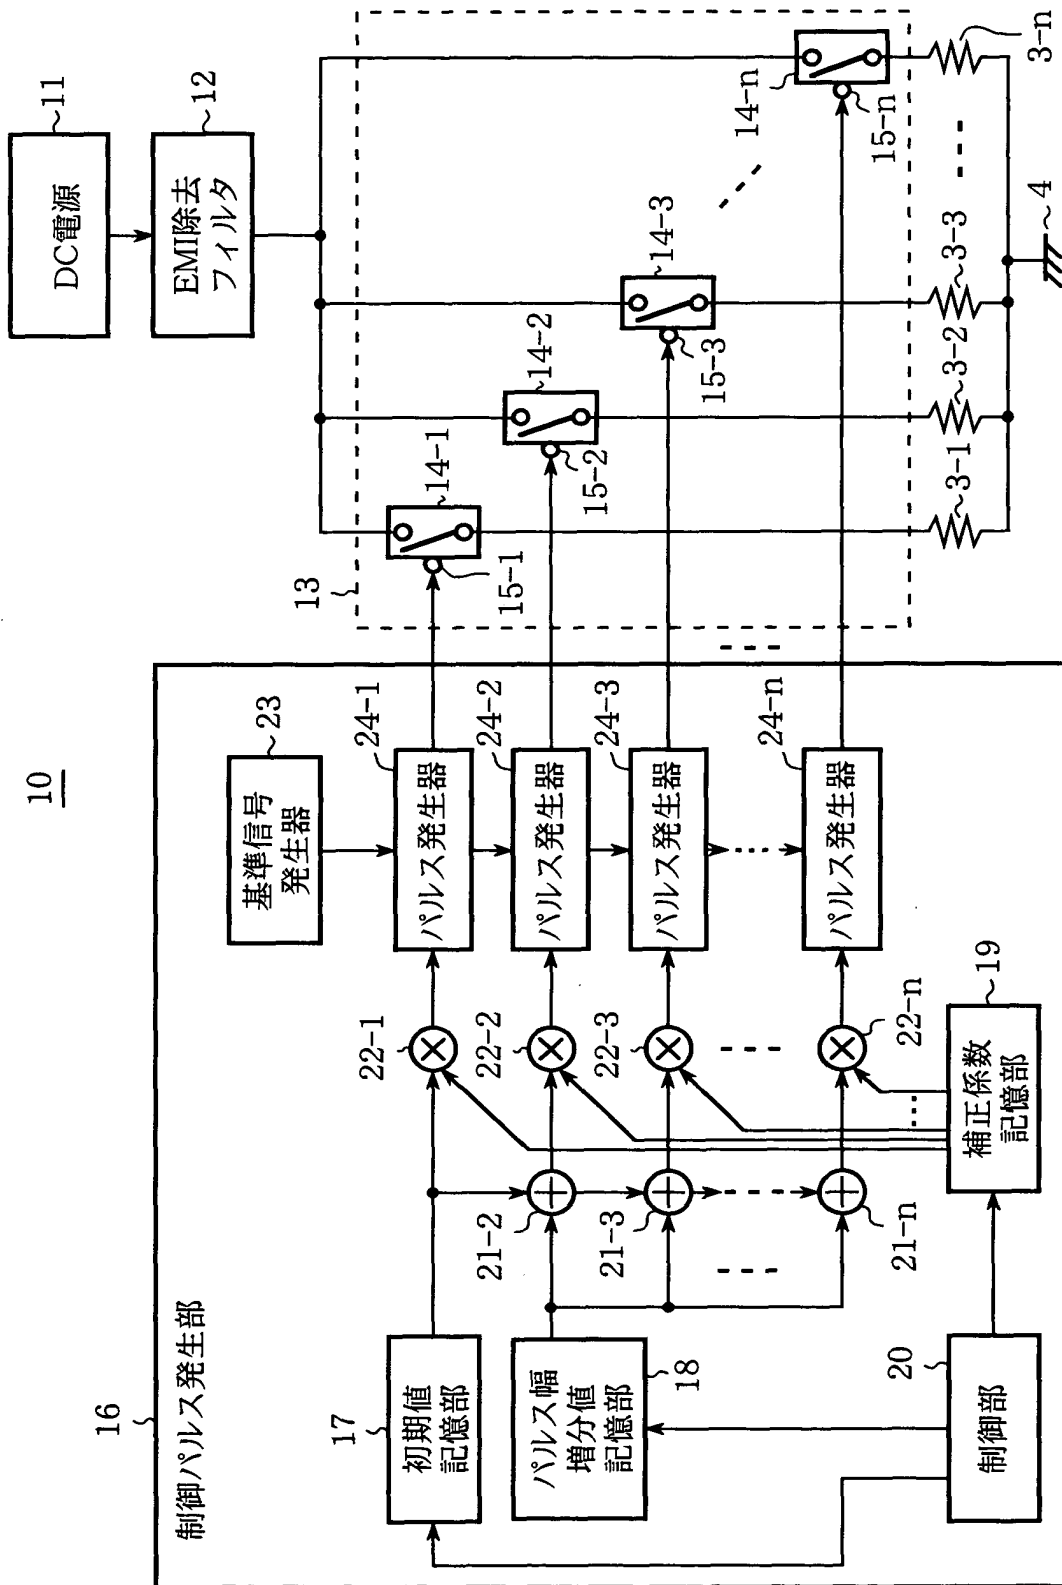 10
16
制御パルス発生部
17
初期値
記憶部
パルス幅
増分値
記憶部
18
20
制御部
補正係数
記憶部
19
21-2
21-3
21-n
22-1
22-2
22-3
22-n
23
基準信号
発生器
24-1
パルス発生器
24-2
パルス発生器
24-3
パルス発生器
24-n
パルス発生器
11
DC電源
12
EMI除去
フィルタ
13
14-1
15-1
14-2
15-2
14-3
15-3
14-n
15-n
3-1
3-2
3-3
3-n
4